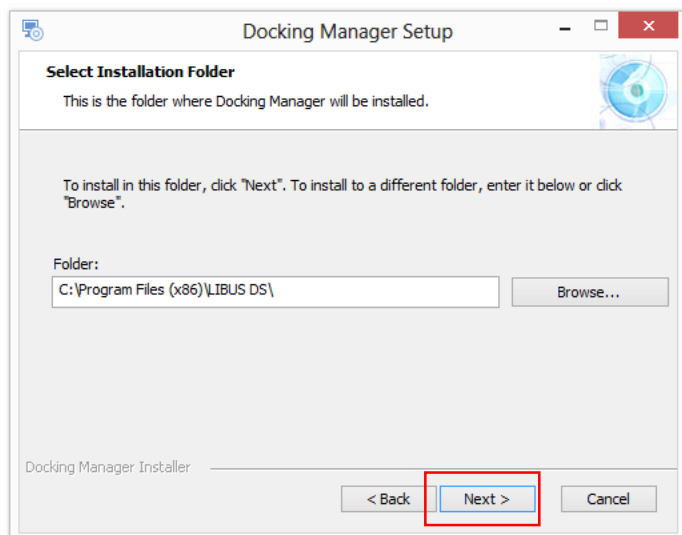 Docking Manager Setup
Select Installation Folder
This is the folder where Docking Manager will be installed.
To install in this folder, click "Next". To install to a different folder, enter it below or click
"Browse".
Folder:
C:\Program Files (x86)\LIBUS DS\
Browse...
Docking Manager Installer
< Back
Next >
Cancel